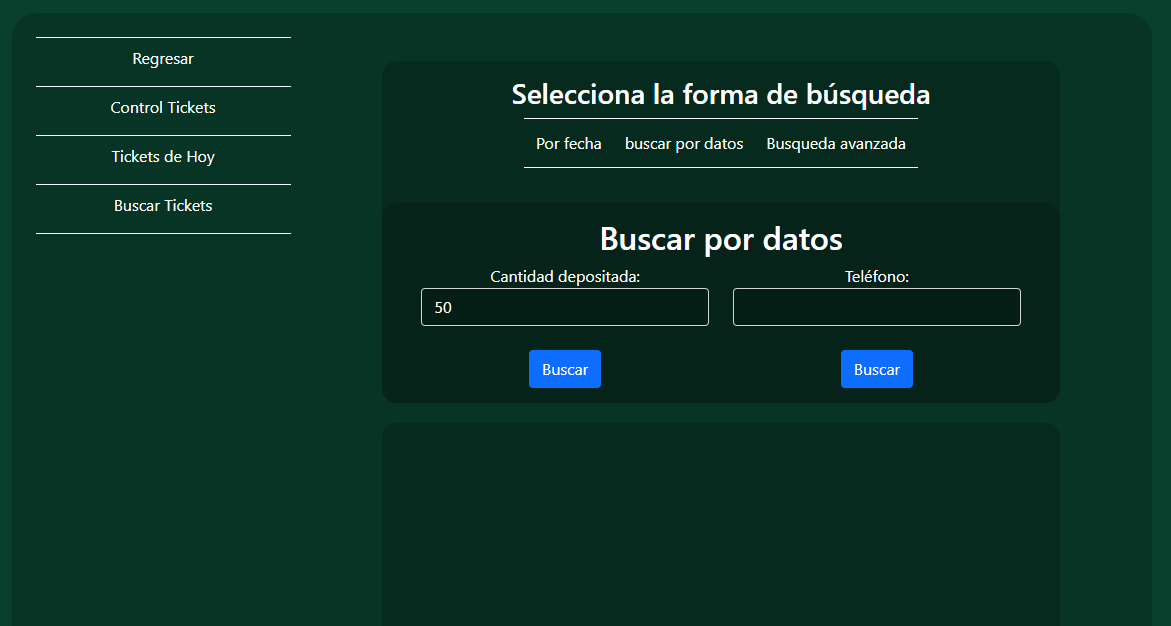 Regresar
Control Tickets
Tickets de Hoy
Buscar Tickets
Selecciona la forma de búsqueda
Por fecha buscar por datos Busqueda avanzada
Buscar por datos
Cantidad depositada: Teléfono:
50
Buscar Buscar